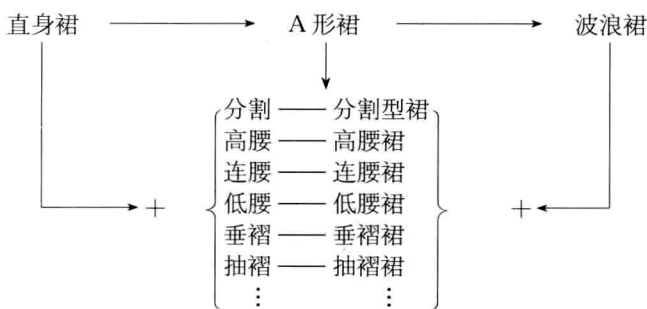 直身裙 A 形裙 波浪裙
分割 分割型裙
高腰 高腰裙
连腰 连腰裙
+ 低腰 低腰裙 +
垂褶 垂褶裙
抽褶 抽褶裙
⋮ ⋮